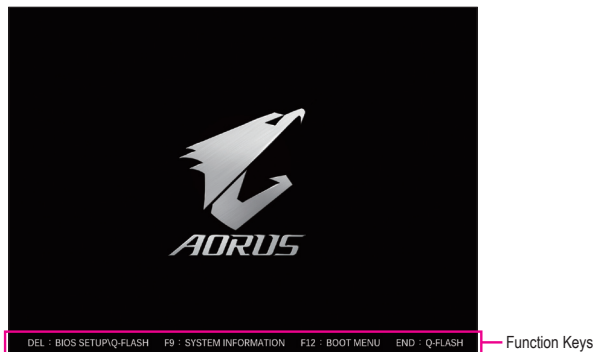 AORUS
DEL : BIOS SETUP\Q-FLASH F9 : SYSTEM INFORMATION F12 : BOOT MENU END : Q-FLASH
Function Keys